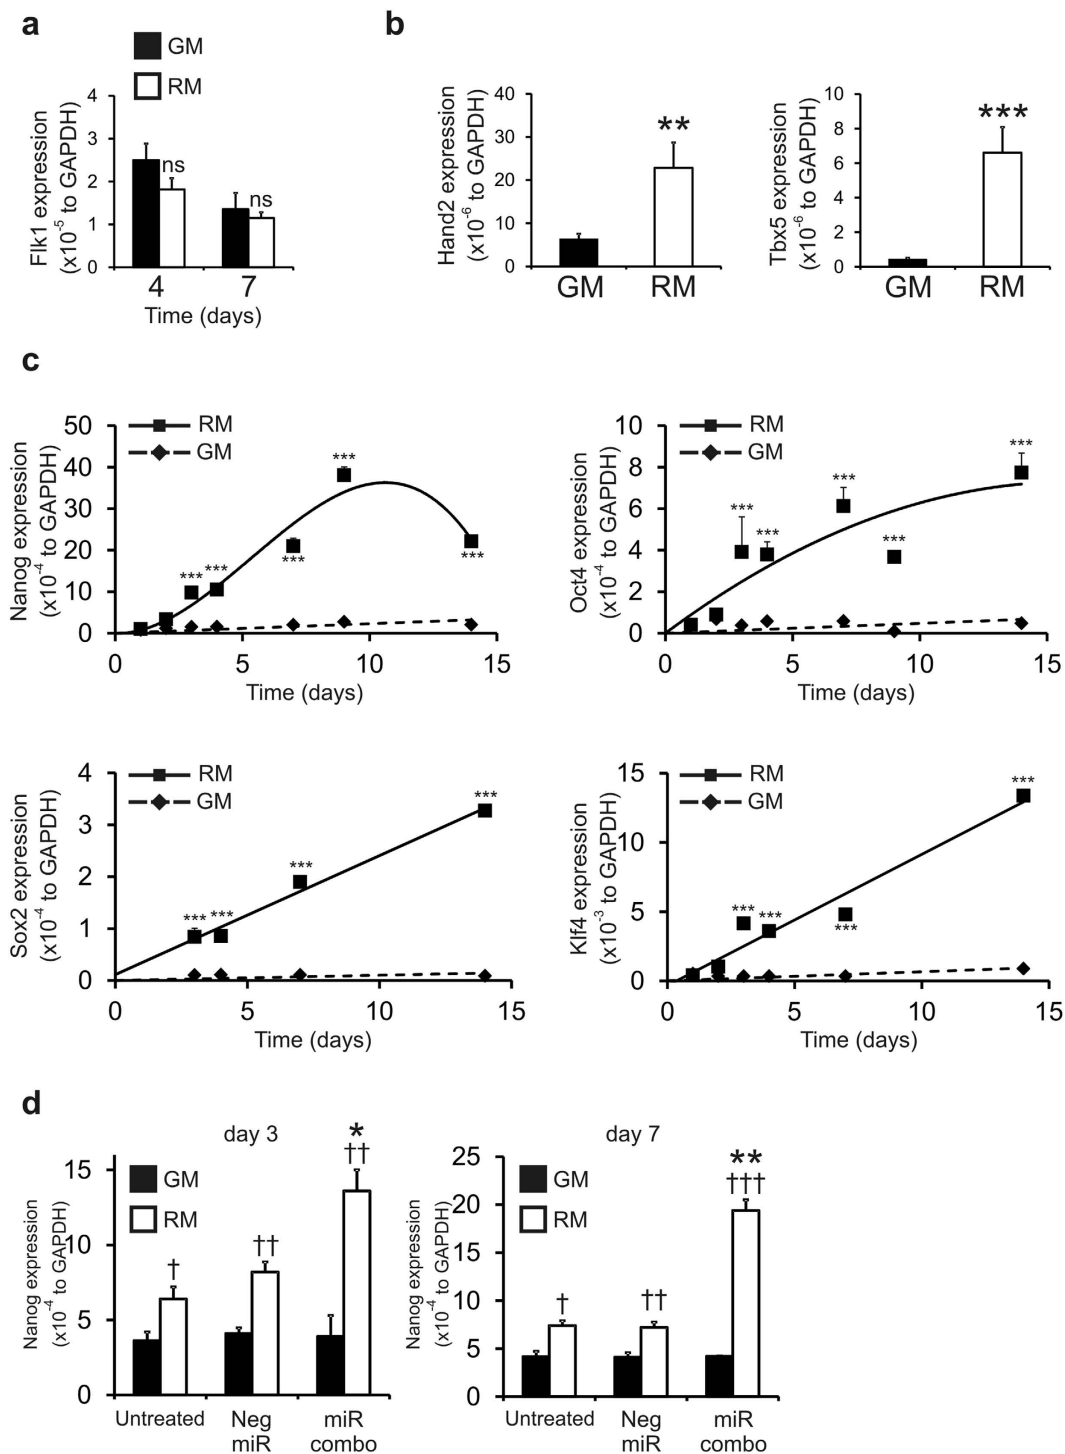 a
GM
RM
Flk1 expression
(x10⁻⁵ to GAPDH)
4
3
2
1
0
ns
ns
4 7
Time (days)
b
Hand2 expression
(x10⁻⁶ to GAPDH)
40
30
20
10
0
**
GM RM
Tbx5 expression
(x10⁻⁶ to GAPDH)
10
8
6
4
2
0
***
GM RM
c
Nanog expression
(x10⁻⁴ to GAPDH)
50
40
30
20
10
0
RM
GM
***
***
***
***
***
0 5 10 15
Time (days)
Oct4 expression
(x10⁻⁴ to GAPDH)
10
8
6
4
2
0
RM
GM
***
***
***
***
***
0 5 10 15
Time (days)
Sox2 expression
(x10⁻⁴ to GAPDH)
4
3
2
1
0
RM
GM
***
***
***
***
0 5 10 15
Time (days)
Klf4 expression
(x10⁻³ to GAPDH)
15
10
5
0
RM
GM
***
***
***
***
0 5 10 15
Time (days)
d
day 3
Nanog expression
(x10⁻⁴ to GAPDH)
15
10
5
0
GM
RM
†
††
*
††
Untreated Neg miR
miR combo
day 7
Nanog expression
(x10⁻⁴ to GAPDH)
25
20
15
10
5
0
GM
RM
†
††
**
†††
Untreated Neg miR
miR combo